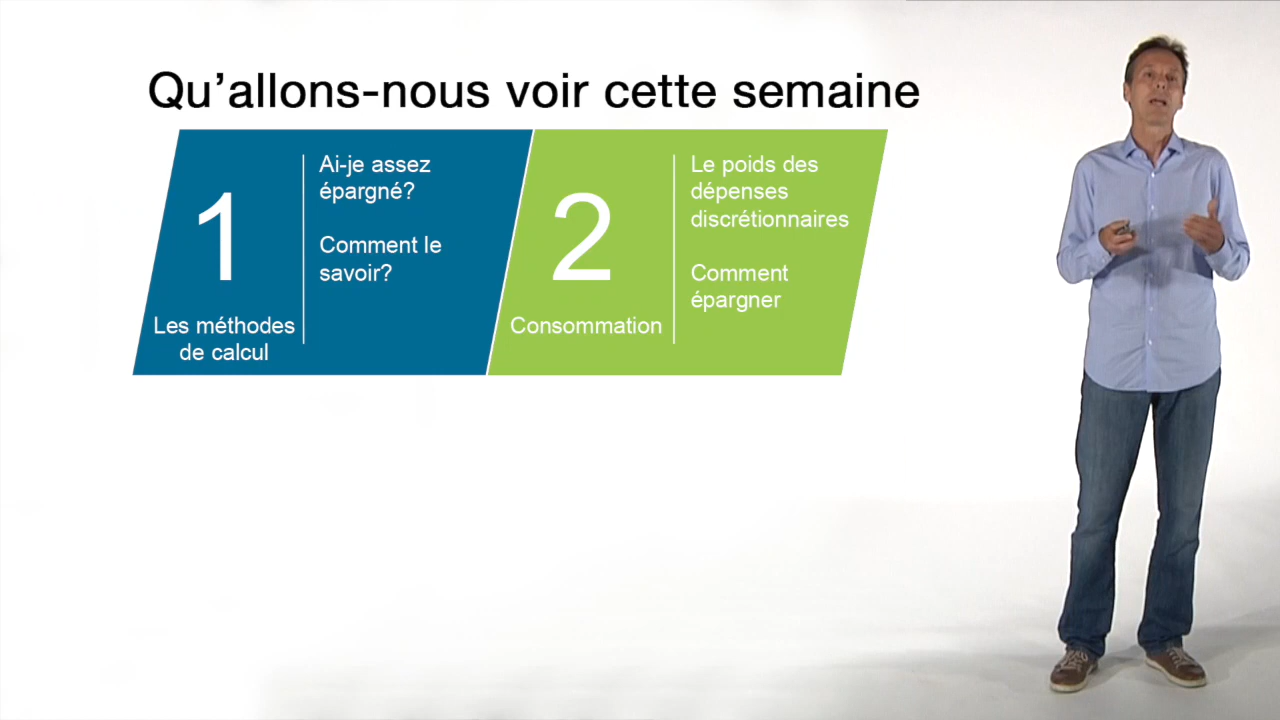 Qu’allons-nous voir cette semaine
1
Les méthodes
de calcul
Ai-je assez
épargné?
Comment le
savoir?
2
Consommation
Le poids des
dépenses
discrétionnaires
Comment
épargner